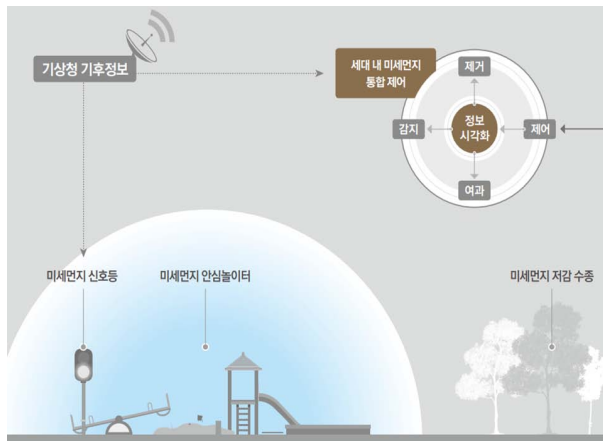 기상청 기후정보
세대 내 미세먼지
통합 제어
제거
감지
정보
시각화
제어
여과
미세먼지 신호등
미세먼지 안심놀이터
미세먼지 저감 수종